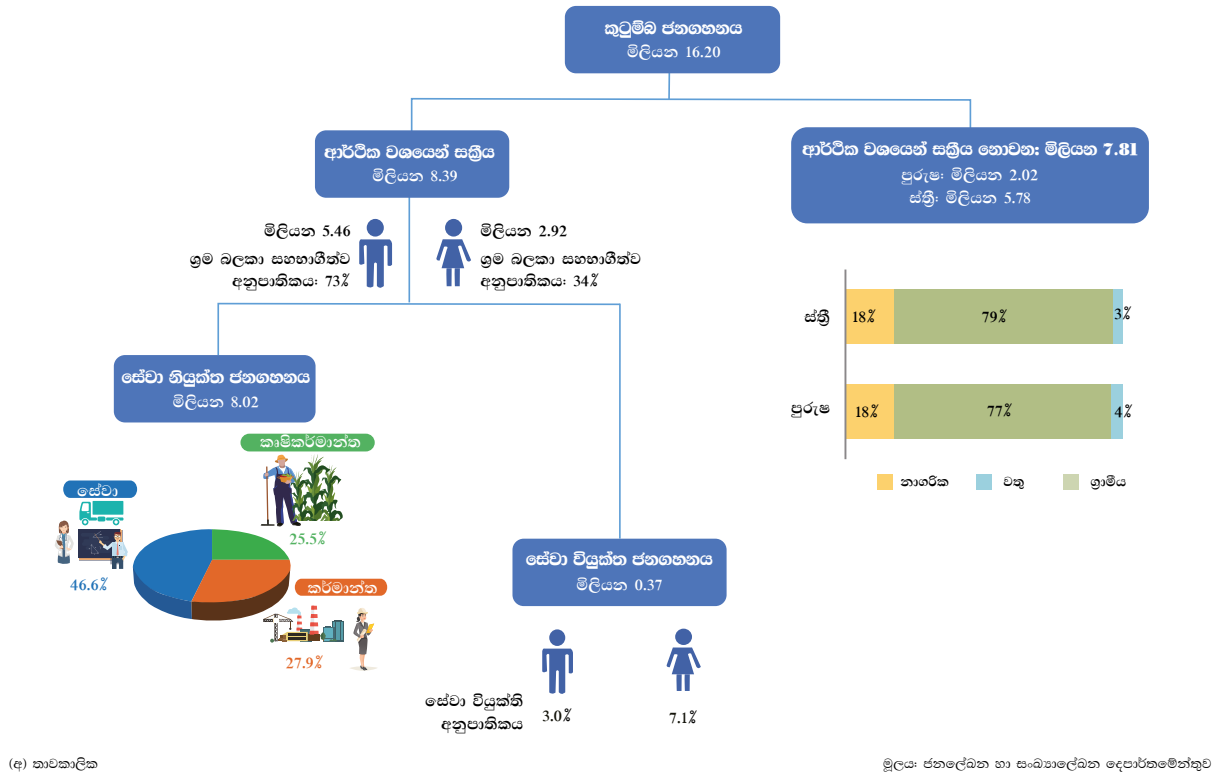 කුටුම්බ ජනගහනය
මිලියන 16.20
ආර්ථික වශයෙන් සක්‍රීය
මිලියන 8.39
ආර්ථික වශයෙන් සක්‍රීය නොවන: මිලියන 7.81
පුරුෂ: මිලියන 2.02
ස්ත්‍රී: මිලියන 5.78
මිලියන 5.46
ශ්‍රම බලකා සහභාගීත්ව
අනුපාතිකය: 73%
මිලියන 2.92
ශ්‍රම බලකා සහභාගීත්ව
අනුපාතිකය: 34%
ස්ත්‍රී
18%
79%
3%
පුරුෂ
18%
77%
4%
නාගරික
වතු
ග්‍රාමීය
සේවා නියුක්ත ජනගහනය
මිලියන 8.02
කෘෂිකර්මාන්ත
25.5%
සේවා
46.6%
කර්මාන්ත
27.9%
සේවා වියුක්ත ජනගහනය
මිලියන 0.37
සේවා වියුක්ති
අනුපාතිකය
3.0%
7.1%
(අ) තාවකාලික
මූලය: ජනලේඛන හා සංඛ්‍යාලේඛන දෙපාර්තමේන්තුව